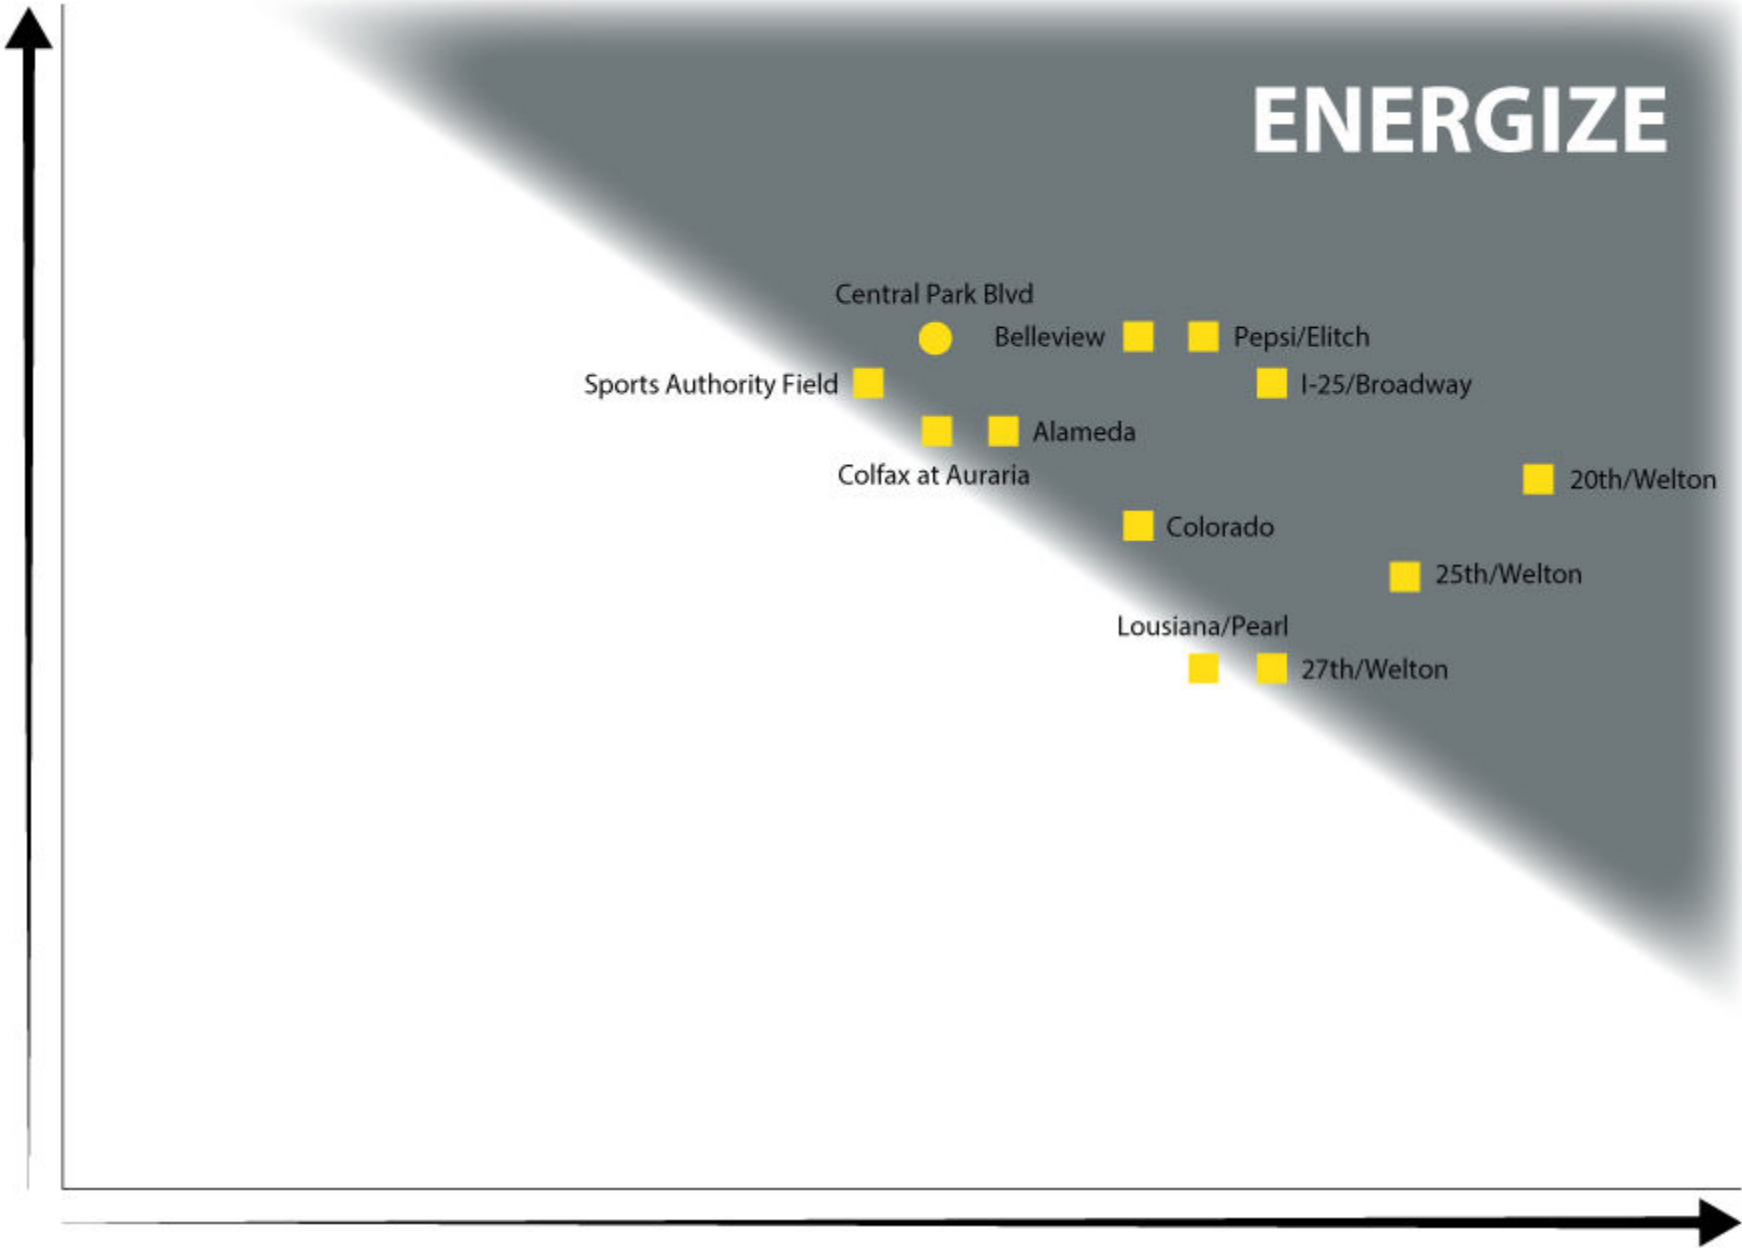 ENERGIZE
Central Park Blvd
Belleview
Pepsi/Elitch
Sports Authority Field
I-25/Broadway
Alameda
Colfax at Auraria
20th/Welton
Colorado
25th/Welton
Lousiana/Pearl
27th/Welton